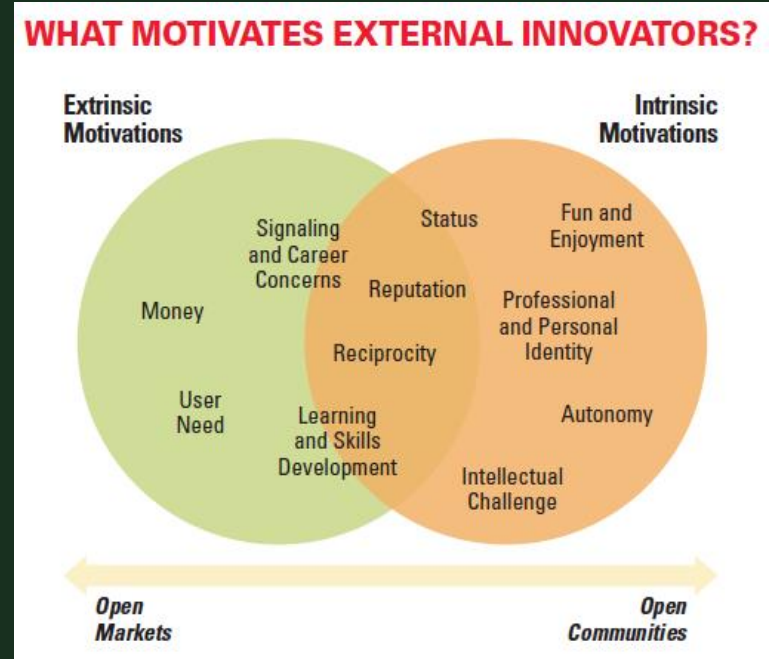 WHAT MOTIVATES EXTERNAL INNOVATORS?
Extrinsic
Motivations
Intrinsic
Motivations
Signaling
and Career
Concerns
Status
Fun and
Enjoyment
Money
Reputation
Professional
and Personal
Identity
Reciprocity
User
Need
Learning
and Skills
Development
Autonomy
Intellectual
Challenge
Open
Markets
Open
Communities